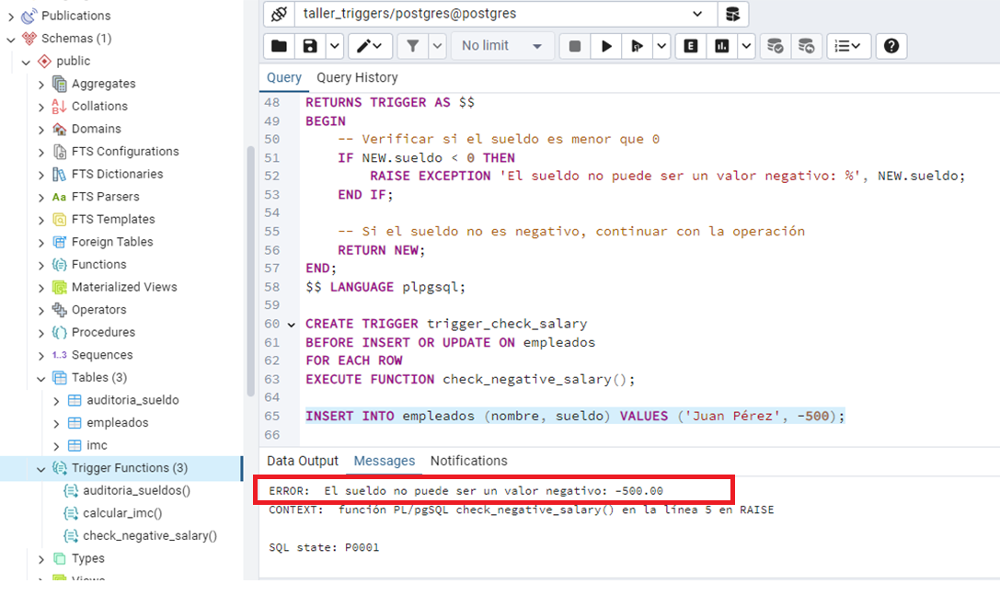 Publications
Schemas (1)
public
Aggregates
Collations
Domains
FTS Configurations
FTS Dictionaries
Aa FTS Parsers
FTS Templates
Foreign Tables
Functions
Materialized Views
Operators
Procedures
1..3 Sequences
Tables (3)
auditoria_sueldo
empleados
imc
Trigger Functions (3)
auditoria_sueldos()
calcular_imc()
check_negative_salary()
Types
Views
taller_triggers/postgres@postgres
No limit
E
Query Query History
48 RETURNS TRIGGER AS $$
49 BEGIN
50 -- Verificar si el sueldo es menor que 0
51 IF NEW.sueldo < 0 THEN
52 RAISE EXCEPTION 'El sueldo no puede ser un valor negativo: %', NEW.sueldo;
53 END IF;
54
55 -- Si el sueldo no es negativo, continuar con la operación
56 RETURN NEW;
57 END;
58 $$ LANGUAGE plpgsql;
59
60 CREATE TRIGGER trigger_check_salary
61 BEFORE INSERT OR UPDATE ON empleados
62 FOR EACH ROW
63 EXECUTE FUNCTION check_negative_salary();
64
65 INSERT INTO empleados (nombre, sueldo) VALUES ('Juan Pérez', -500);
66
Data Output Messages Notifications
ERROR: El sueldo no puede ser un valor negativo: -500.00
CONTEXT: función PL/pgSQL check_negative_salary() en la línea 5 en RAISE
SQL state: P0001